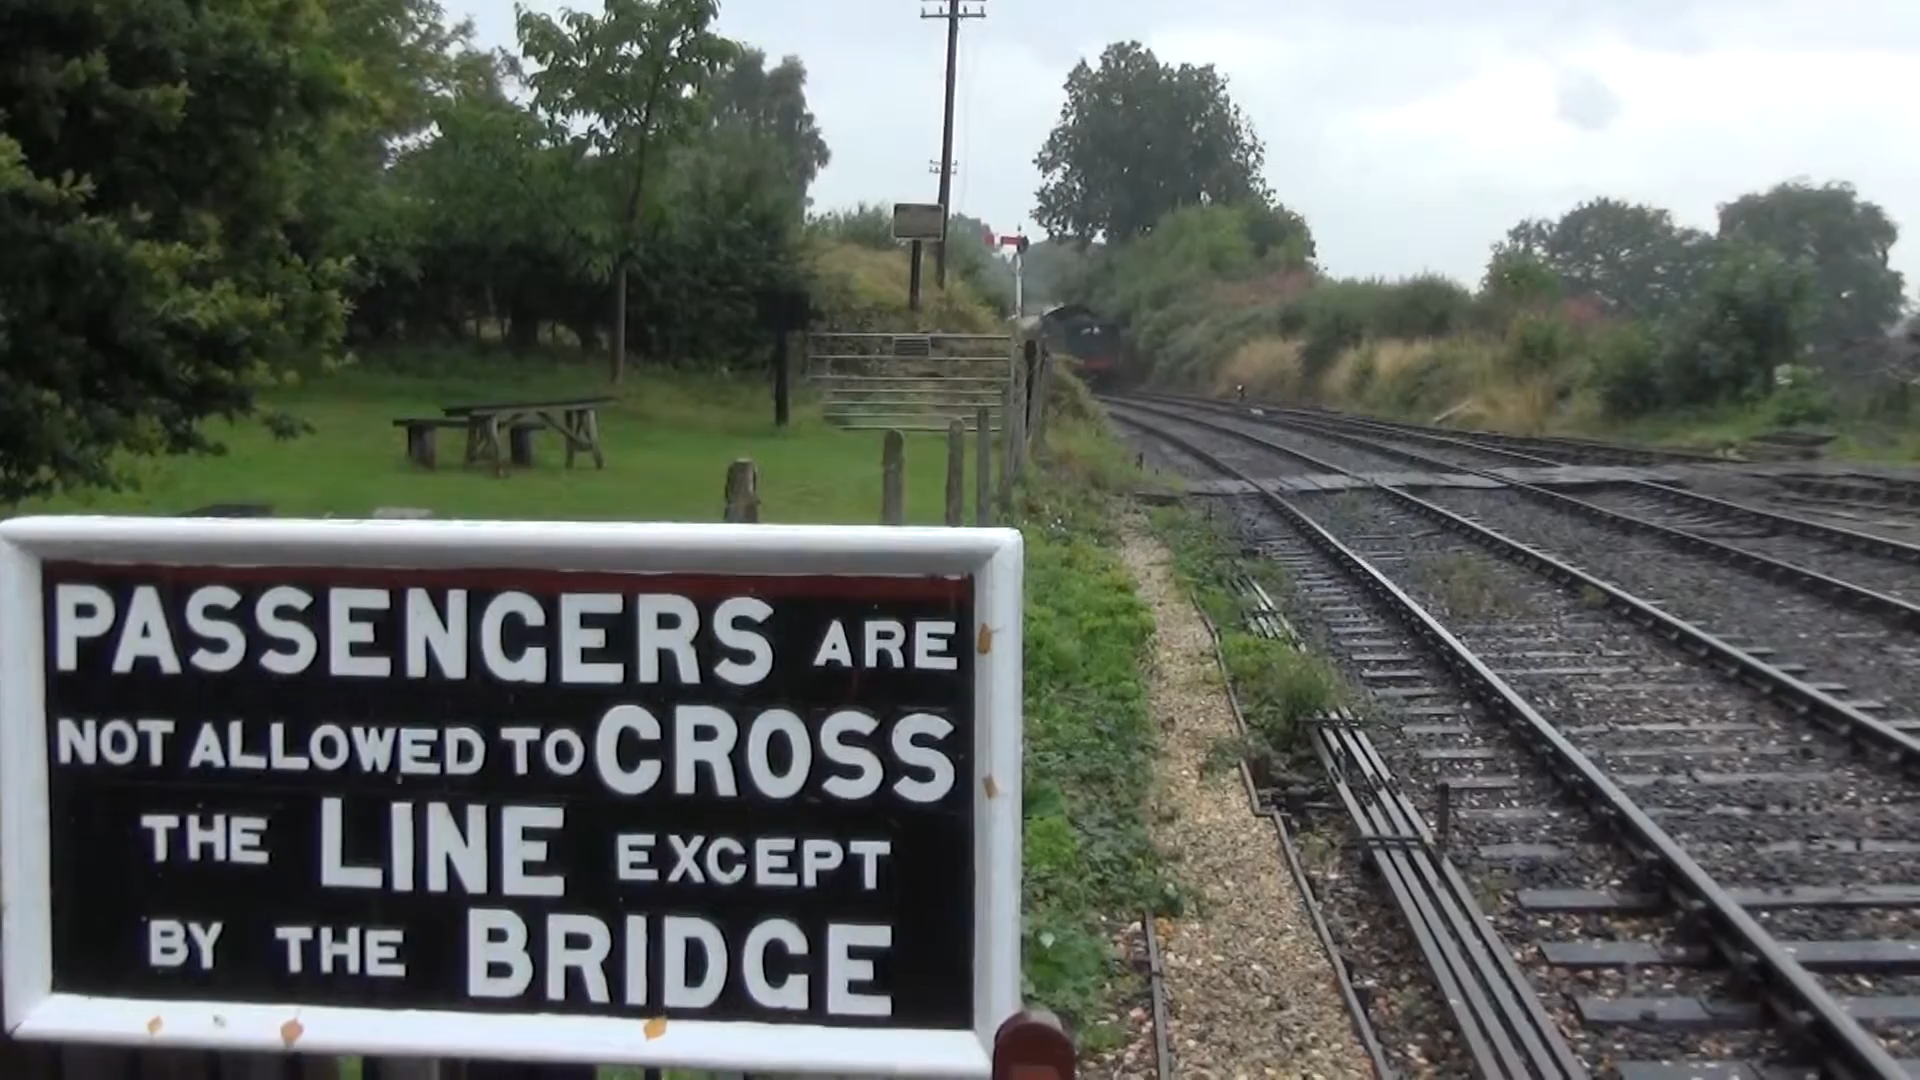 PASSENGERS ARE
NOT ALLOWED TO CROSS
THE LINE EXCEPT
BY THE BRIDGE